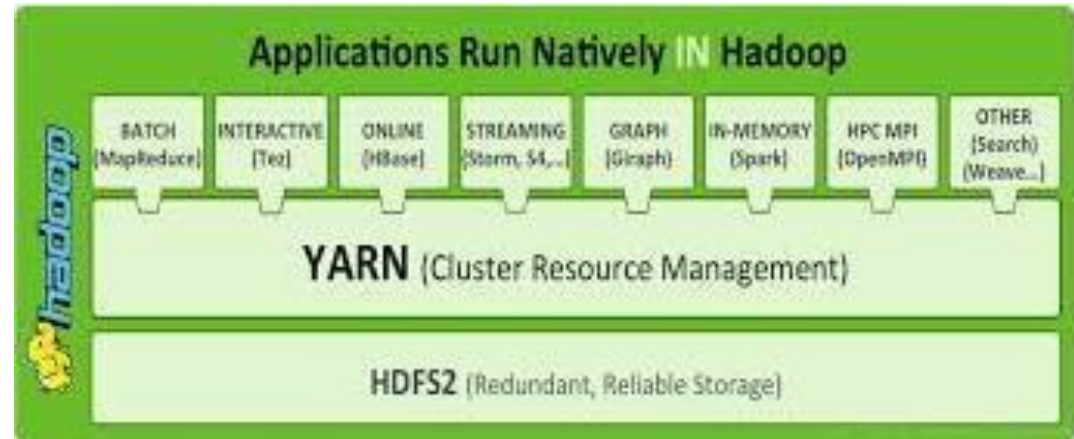 Applications Run Natively IN Hadoop
hadoop
BATCH
(MapReduce)
INTERACTIVE
(Tez)
ONLINE
(HBase)
STREAMING
(Storm, S4,...)
GRAPH
(Giraph)
IN-MEMORY
(Spark)
HPC MPI
(OpenMPI)
OTHER
(Search)
(Weave...)
YARN (Cluster Resource Management)
HDFS2 (Redundant, Reliable Storage)